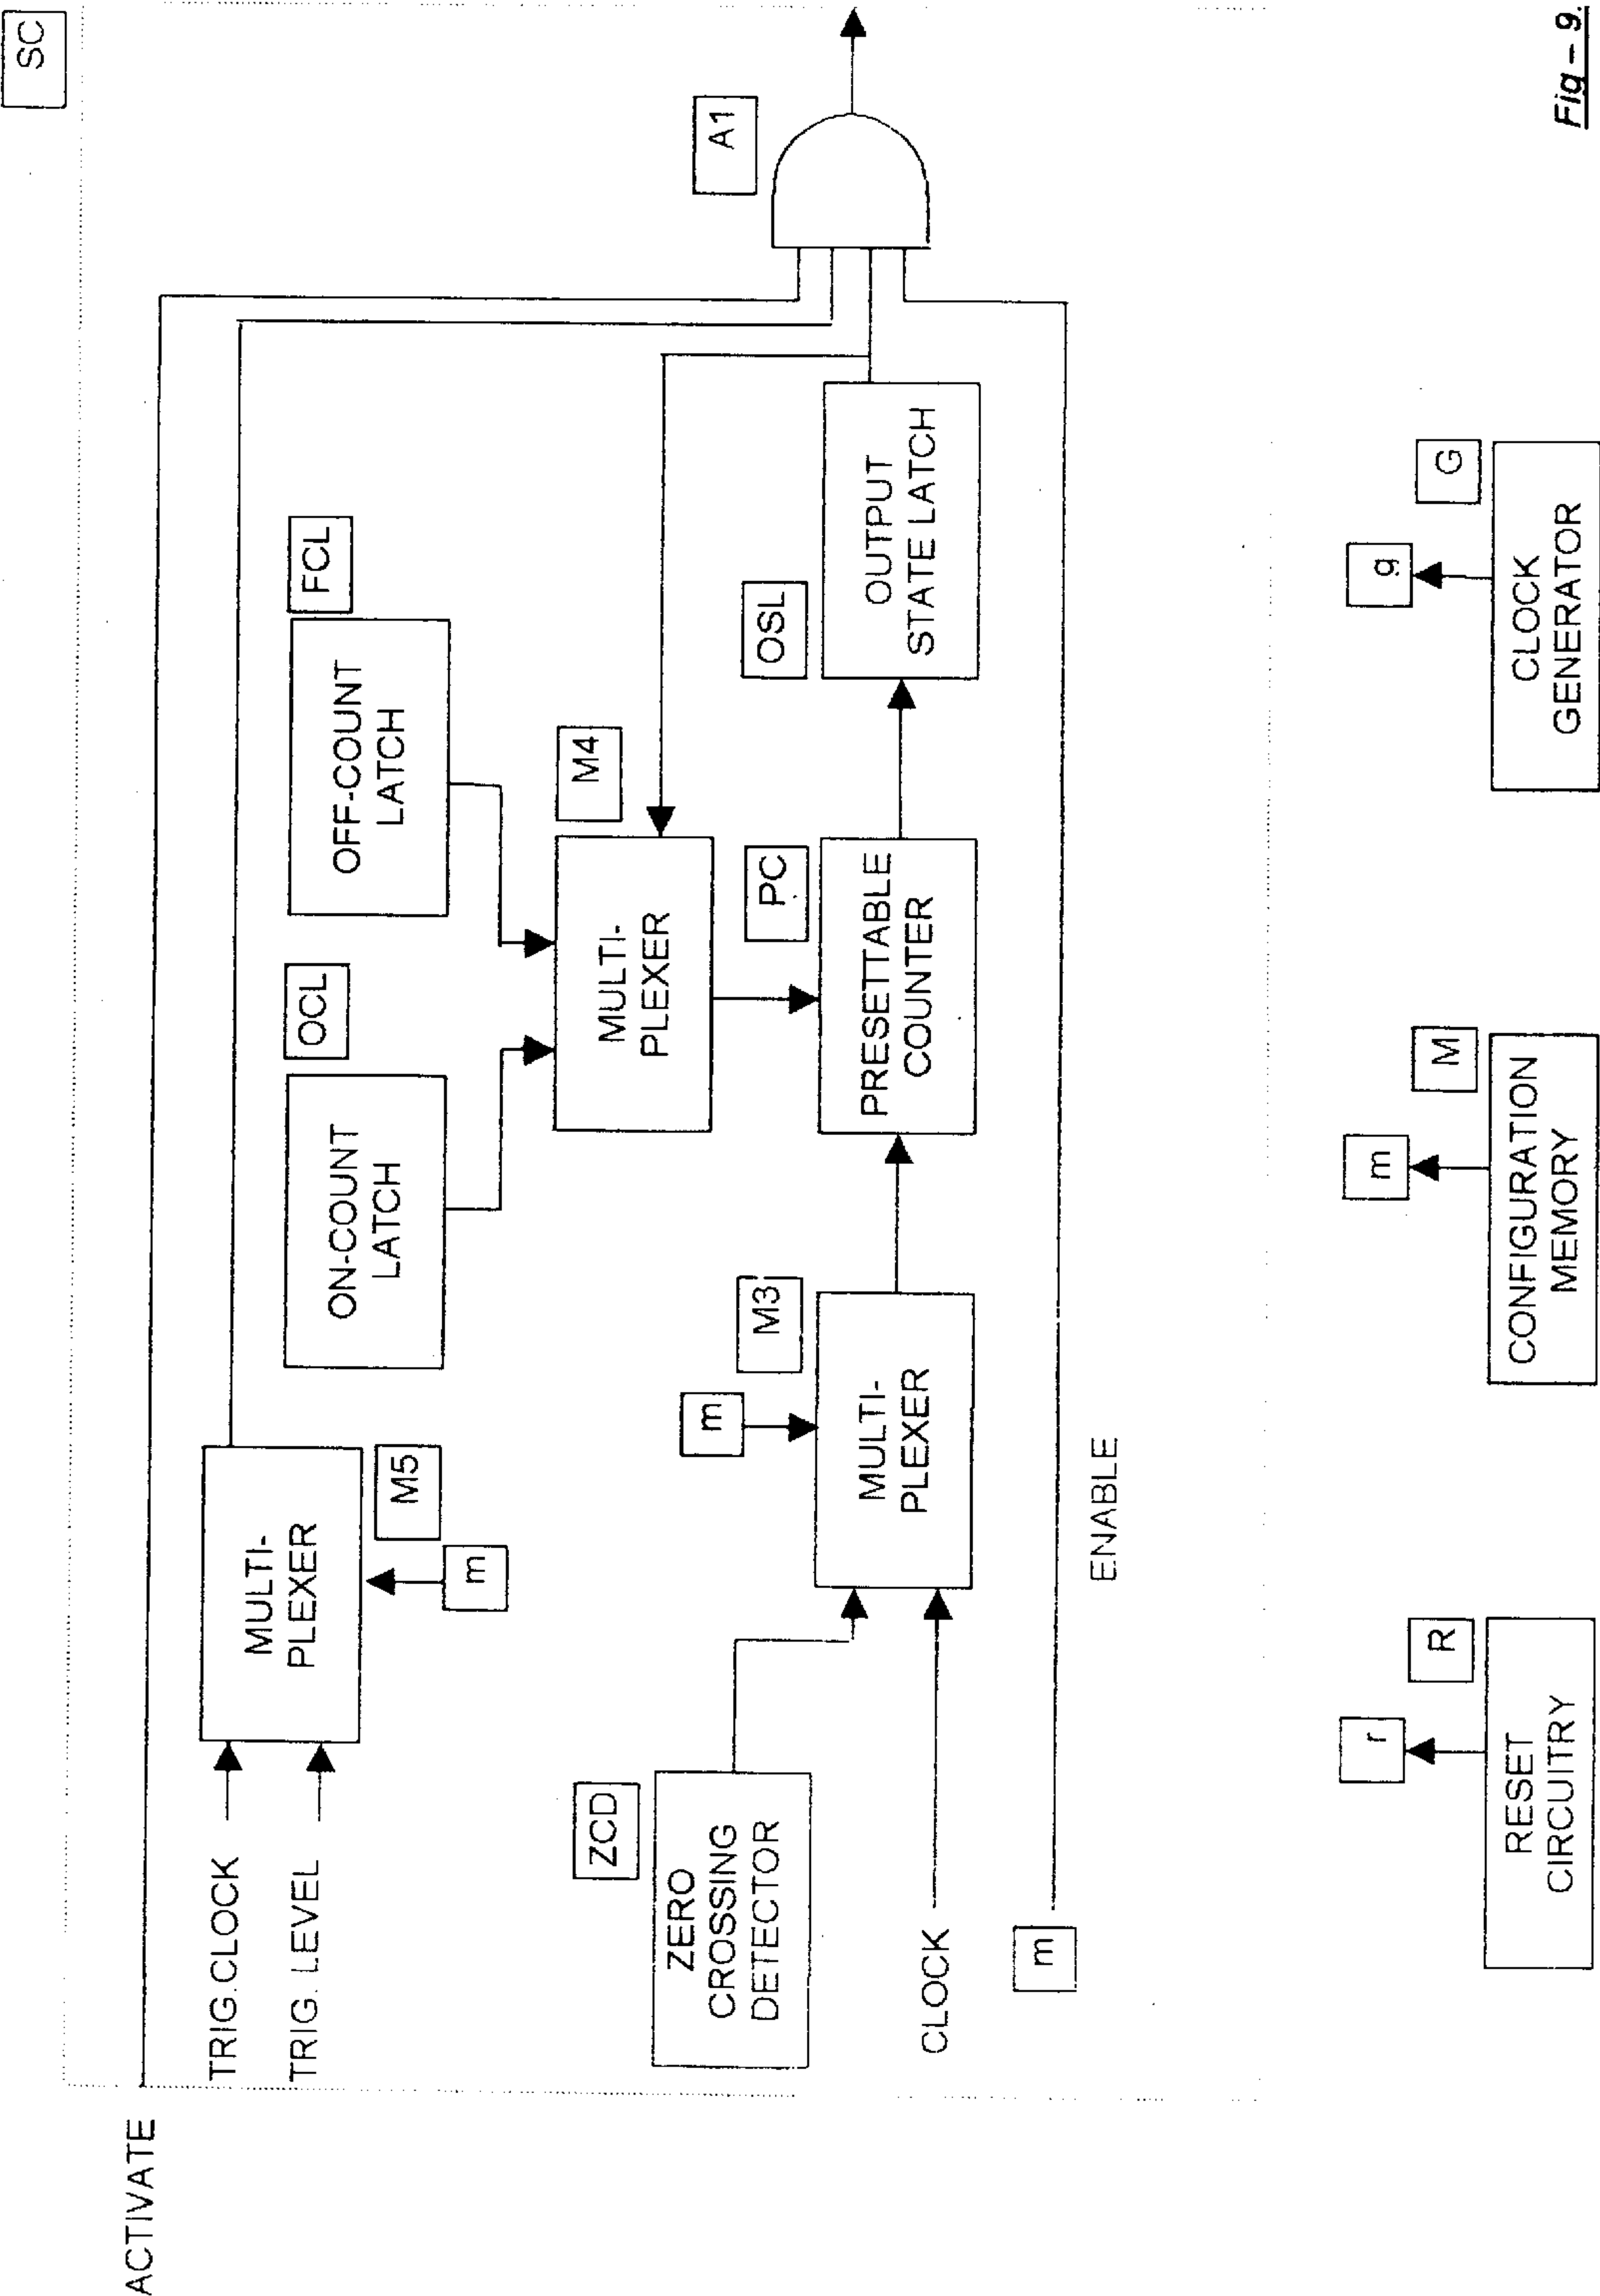 SC
ACTIVATE
TRIG.CLOCK
TRIG. LEVEL
MULTI-
PLEXER
M5
m
ON-COUNT
LATCH
OCL
OFF-COUNT
LATCH
FCL
MULTI-
PLEXER
M4
A1
ZERO
CROSSING
DETECTOR
ZCD
CLOCK
m
MULTI-
PLEXER
M3
m
PRESETTABLE
COUNTER
PC
OUTPUT
STATE LATCH
OSL
ENABLE
r
R
RESET
CIRCUITRY
m
M
CONFIGURATION
MEMORY
g
G
CLOCK
GENERATOR
Fig – 9.